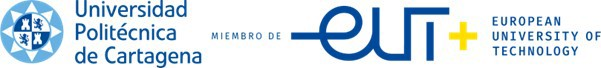 Universidad
Politécnica
de Cartagena
MIEMBRO DE
eut+
EUROPEAN
UNIVERSITY OF
TECHNOLOGY